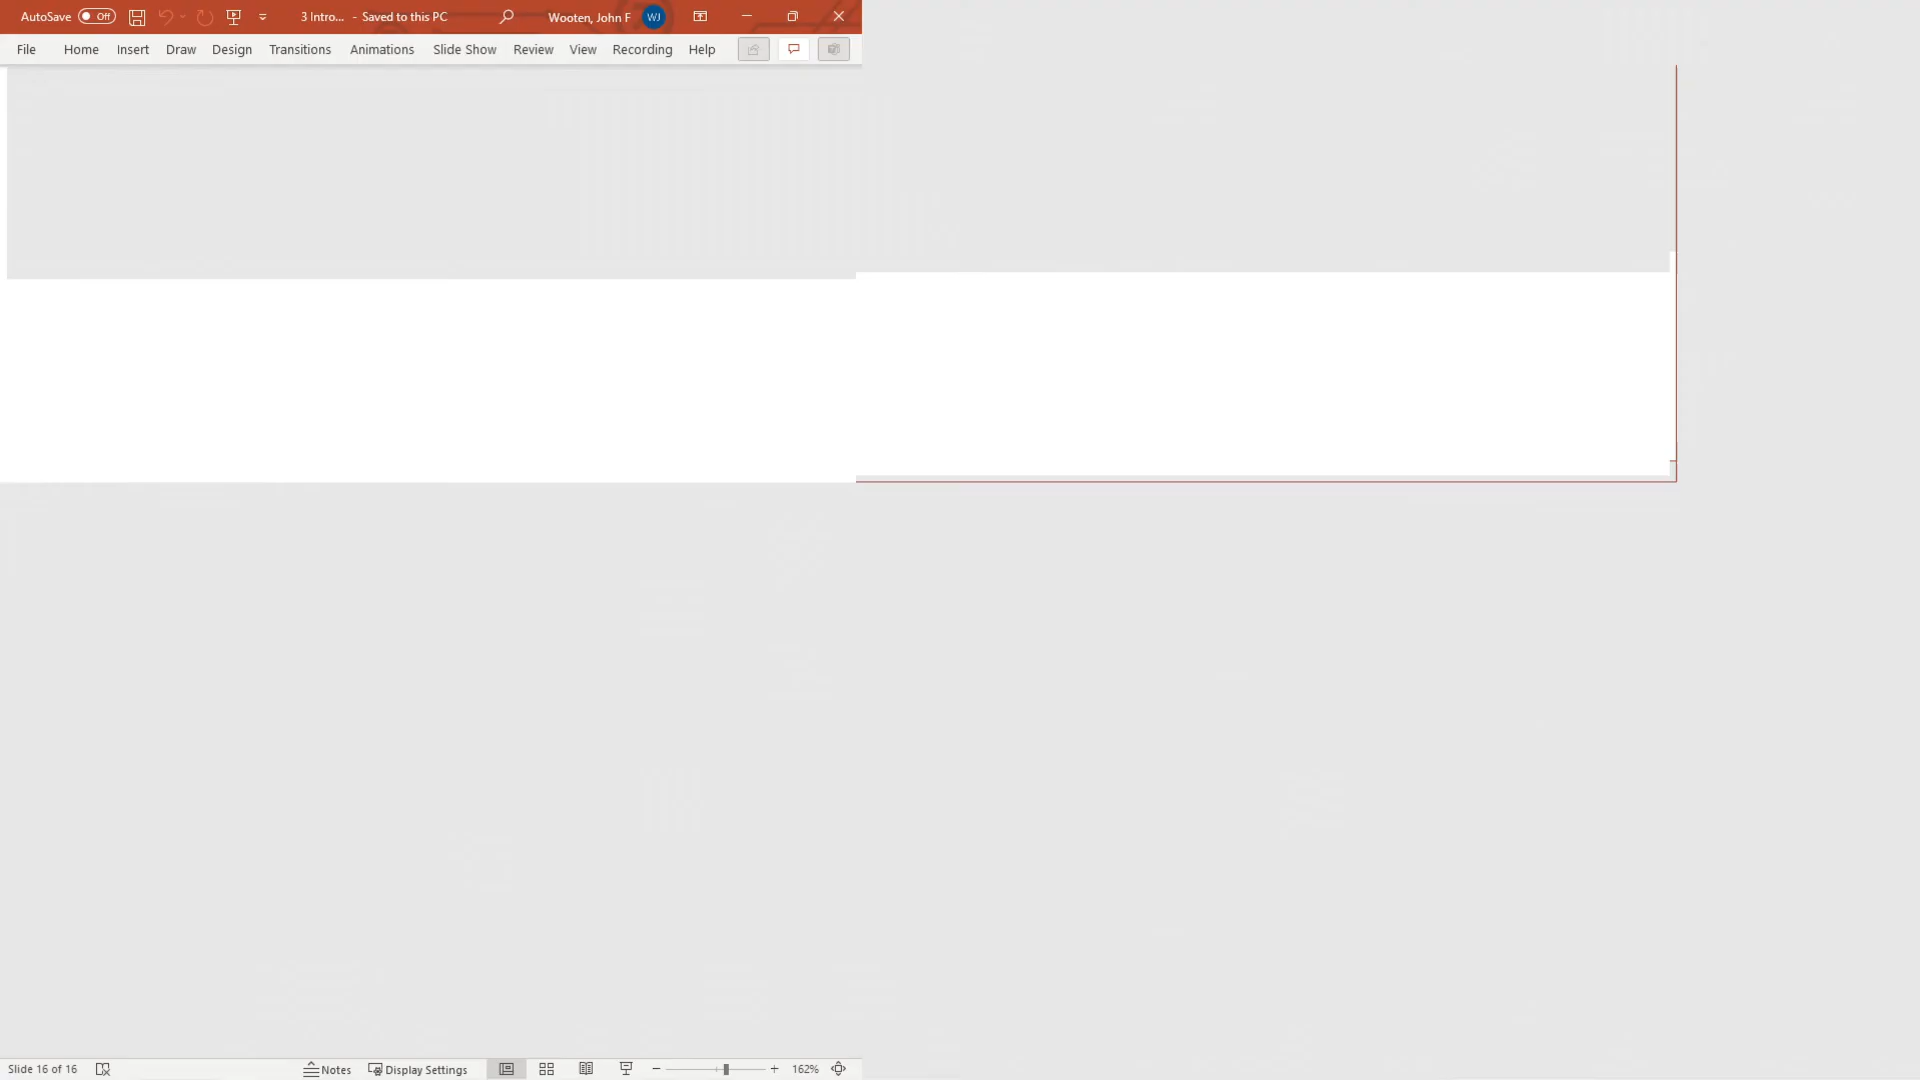 AutoSave Off 3 Intro... - Saved to this PC Wooten, John F WJ
File Home Insert Draw Design Transitions Animations Slide Show Review View Recording Help
Slide 16 of 16 Notes Display Settings 162%